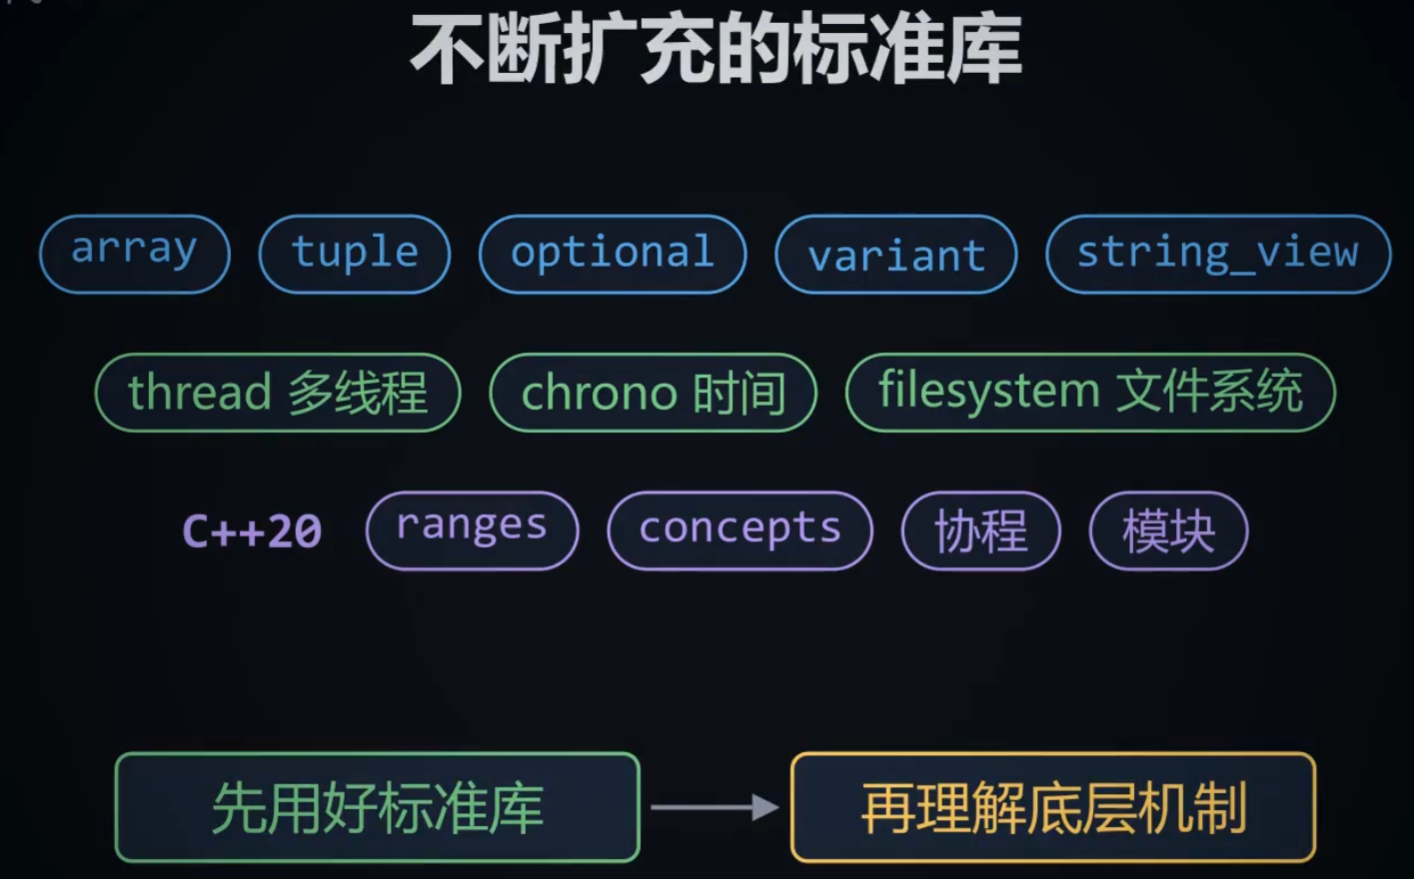 不断扩充的标准库
array tuple optional variant string_view
thread 多线程 chrono 时间 filesystem 文件系统
C++20 ranges concepts 协程 模块
先用好标准库 再理解底层机制